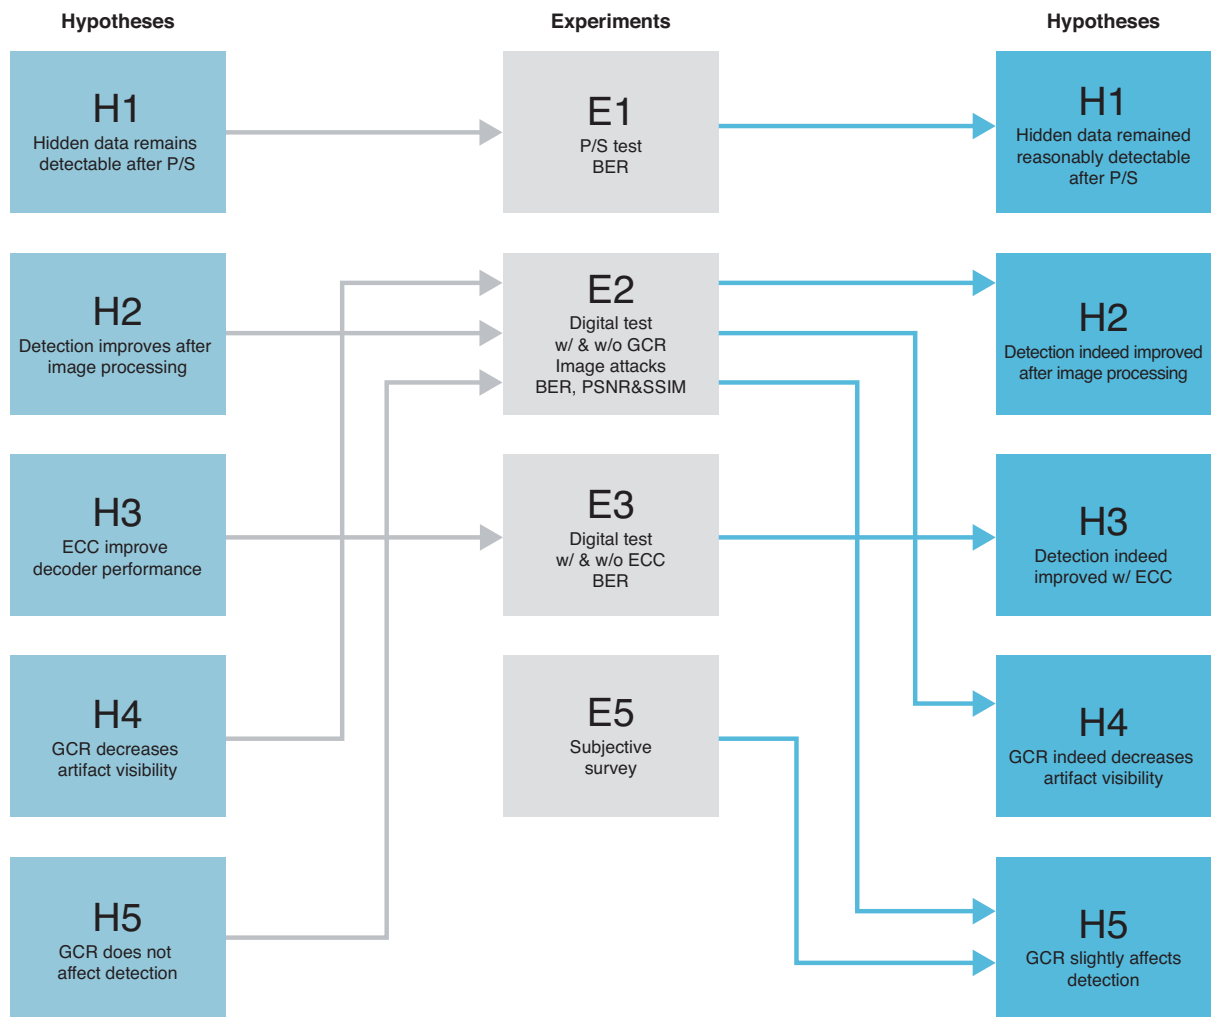 Hypotheses
Experiments
Hypotheses
H1
Hidden data remains
detectable after P/S
E1
P/S test
BER
H1
Hidden data remained
reasonably detectable
after P/S
H2
Detection improves after
image processing
E2
Digital test
w/ & w/o GCR
Image attacks
BER, PSNR&SSIM
H2
Detection indeed improved
after image processing
H3
ECC improve
decoder performance
E3
Digital test
w/ & w/o ECC
BER
H3
Detection indeed
improved w/ ECC
H4
GCR decreases
artifact visibility
E5
Subjective
survey
H4
GCR indeed decreases
artifact visibility
H5
GCR does not
affect detection
H5
GCR slightly affects
detection